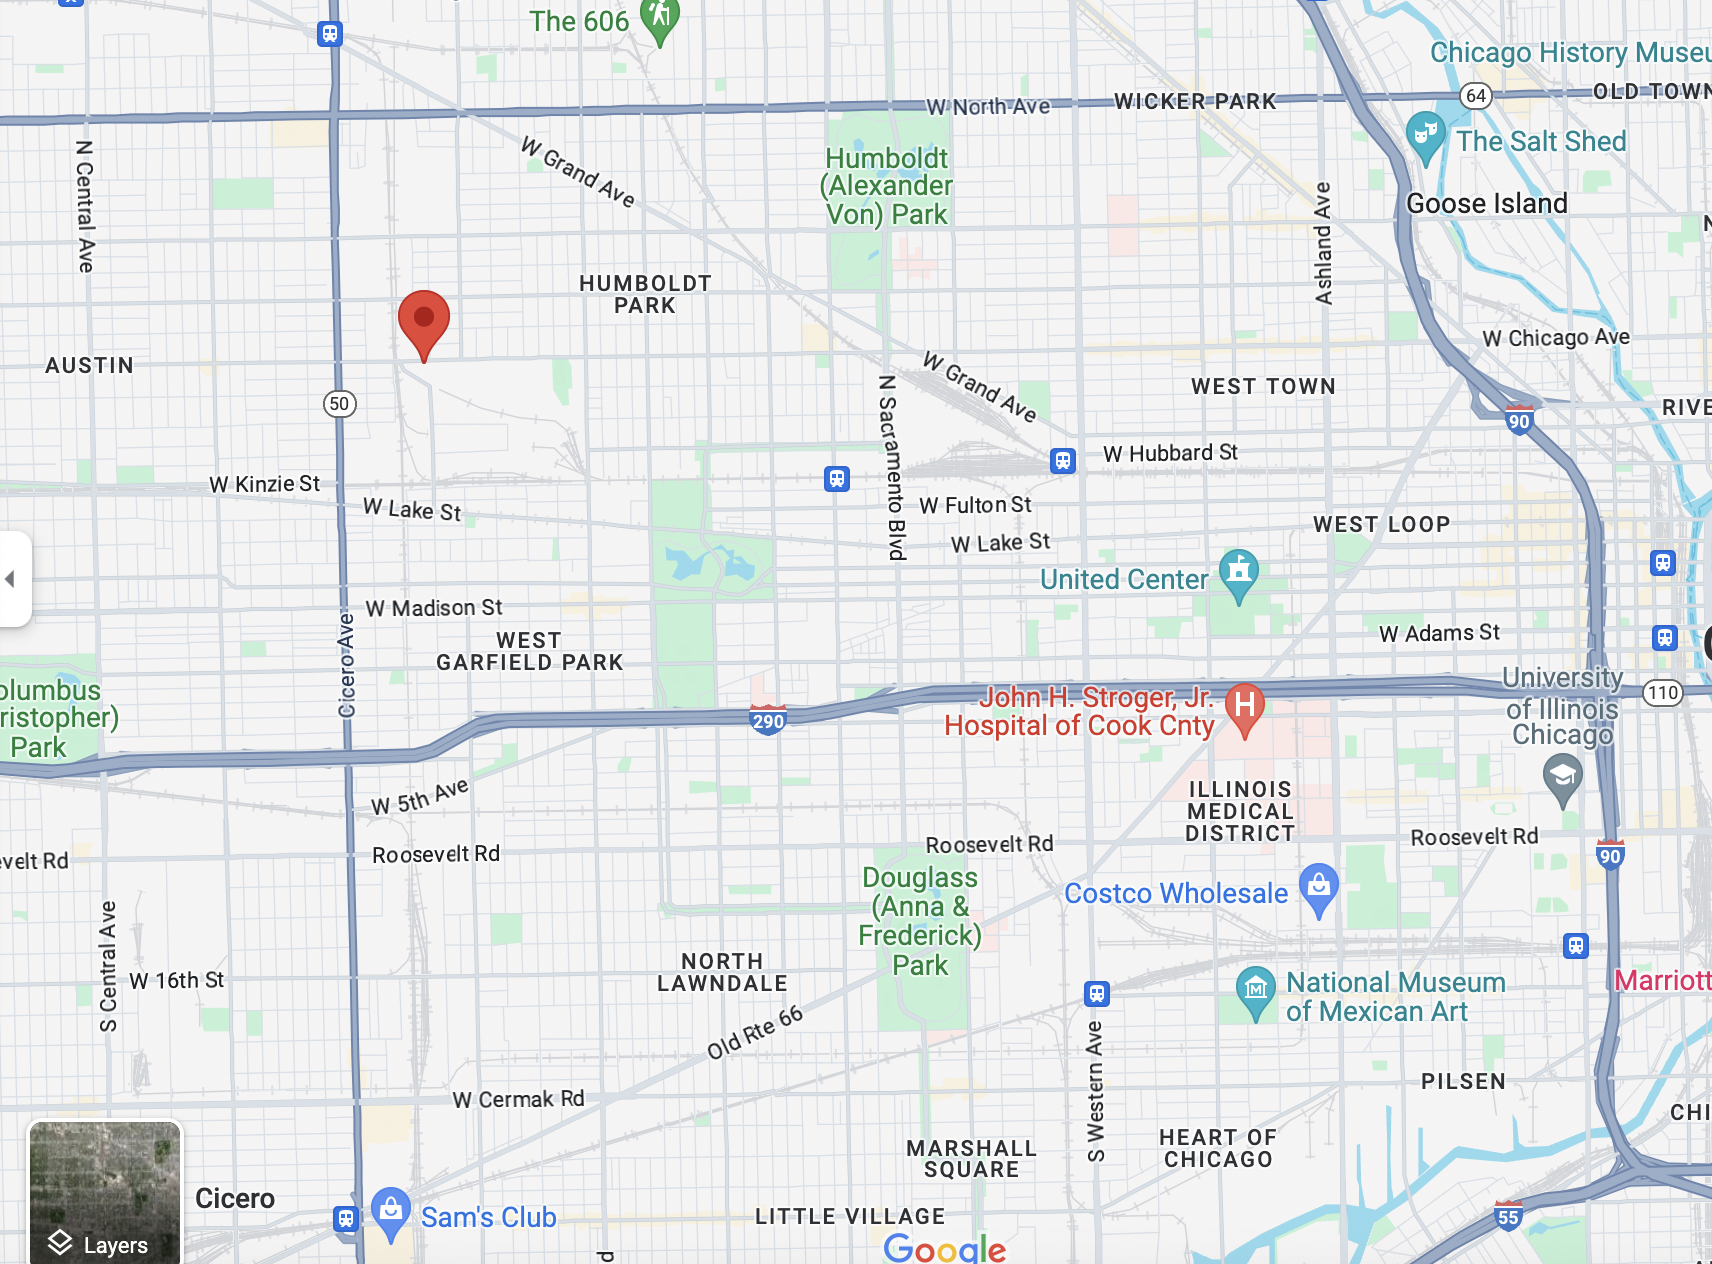 The 606
Chicago History Museu
W North Ave
WICKER PARK
64
OLD TOWN
The Salt Shed
N Central Ave
W Grand Ave
Humboldt
(Alexander
Von) Park
Ashland Ave
Goose Island
N
HUMBOLDT
PARK
W Chicago Ave
AUSTIN
W Grand Ave
WEST TOWN
50
N Sacramento Blvd
90
RIVE
W Hubbard St
W Kinzie St
W Lake St
W Fulton St
WEST LOOP
W Lake St
United Center
W Madison St
Cicero Ave
WEST
GARFIELD PARK
W Adams St
olumbus
ristopher)
Park
290
John H. Stroger, Jr.
Hospital of Cook Cnty
H
University
of Illinois
Chicago
110
W 5th Ave
ILLINOIS
MEDICAL
DISTRICT
evelt Rd
Roosevelt Rd
Roosevelt Rd
Roosevelt Rd
90
Douglass
(Anna &
Frederick)
Park
Costco Wholesale
S Central Ave
W 16th St
NORTH
LAWNDALE
National Museum
of Mexican Art
Marriott
Old Rte 66
S Western Ave
W Cermak Rd
PILSEN
CHI
MARSHALL
SQUARE
HEART OF
CHICAGO
Cicero
Sam's Club
LITTLE VILLAGE
55
Layers
d
Google